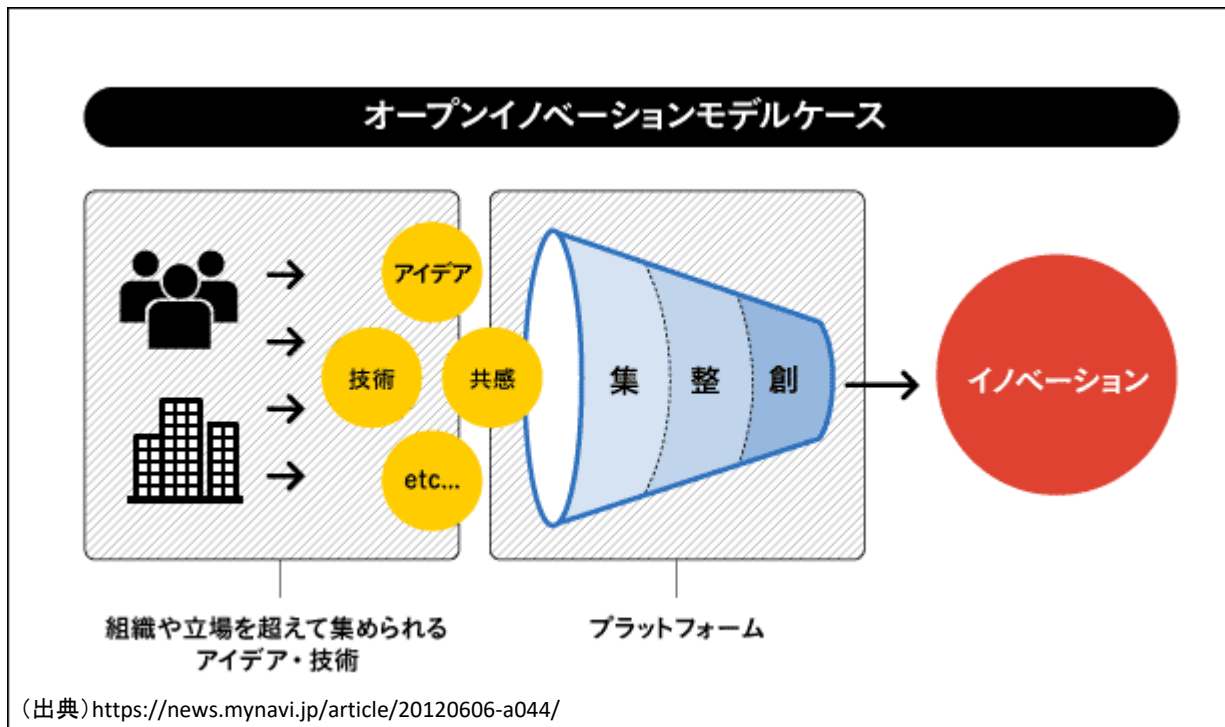 オープンイノベーションモデルケース
アイデア
技術
共感
etc...
集
整
創
イノベーション
組織や立場を超えて集められる
アイデア・技術
プラットフォーム
（出典）https://news.mynavi.jp/article/20120606-a044/